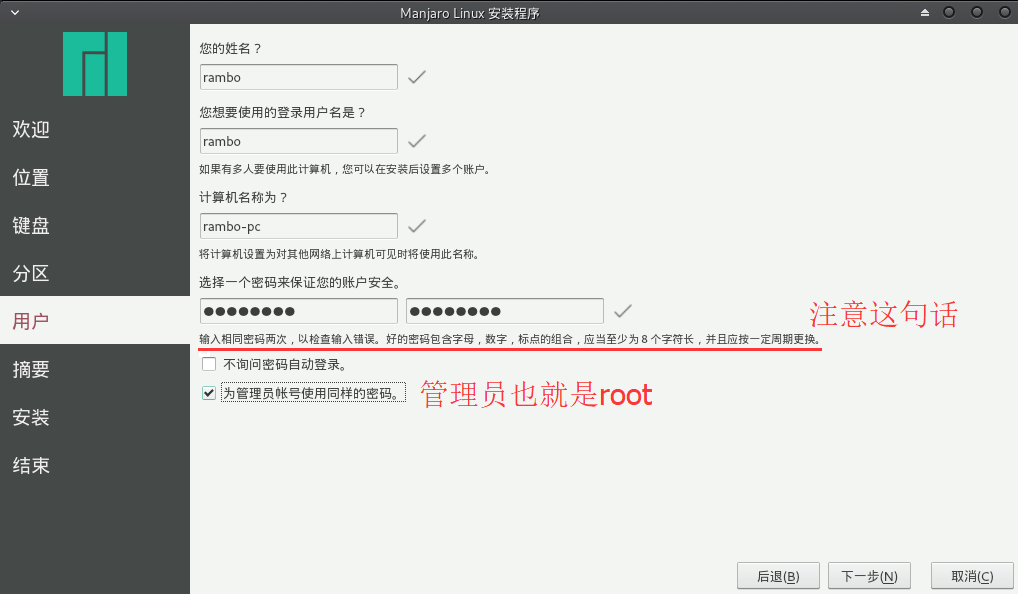 Manjaro Linux 安装程序
欢迎
位置
键盘
分区
用户
摘要
安装
结束
您的姓名？
rambo
您想要使用的登录用户名是？
rambo
如果有多人要使用此计算机，您可以在安装后设置多个账户。
计算机名称为？
rambo-pc
将计算机设置为对其他网络上计算机可见时将使用此名称。
选择一个密码来保证您的账户安全。
●●●●●●●● ●●●●●●●●
注意这句话
输入相同密码两次，以检查输入错误。好的密码包含字母，数字，标点的组合，应当至少为 8 个字符长，并且应按一定周期更换。
不询问密码自动登录。
为管理员帐号使用同样的密码。 管理员也就是root
后退(B) 下一步(N) 取消(C)